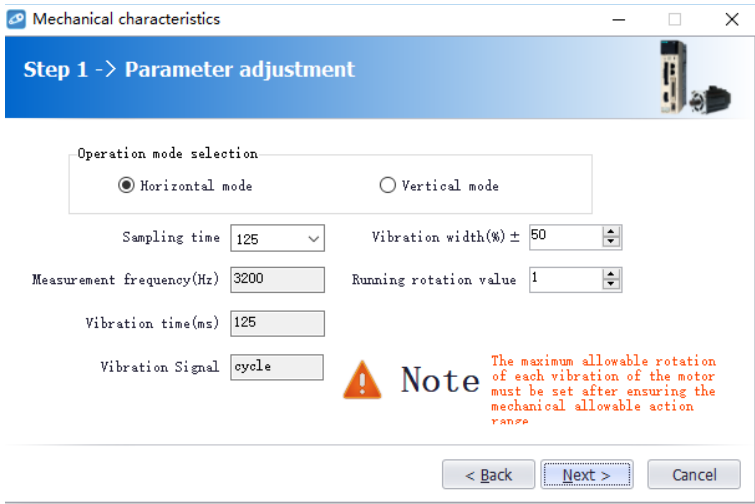 Mechanical characteristics
Step 1 -> Parameter adjustment
Operation mode selection
Horizontal mode
Vertical mode
Sampling time 125
Vibration width(%) ± 50
Measurement frequency(Hz) 3200
Running rotation value 1
Vibration time(ms) 125
Vibration Signal cycle
Note
The maximum allowable rotation
of each vibration of the motor
must be set after ensuring the
mechanical allowable action
range
< Back
Next >
Cancel